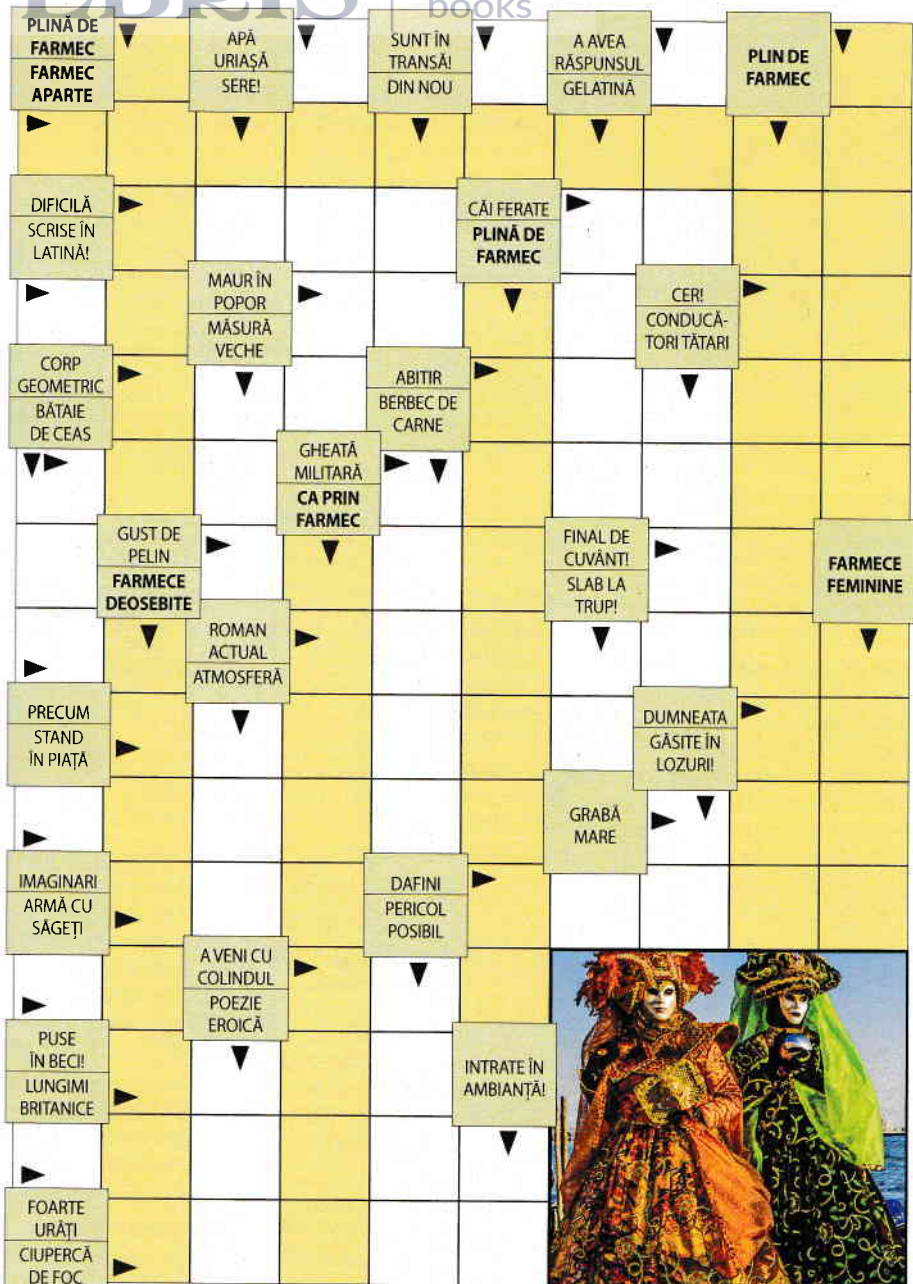 LIBRIS
books
PLINĂ DE
FARMEC
FARMEC
APARTE
APĂ
URIAȘĂ
SERE!
SUNT ÎN
TRANSĂ!
DIN NOU
A AVEA
RĂSPUNSUL
GELATINĂ
PLIN DE
FARMEC
DIFICILĂ
SCRISE ÎN
LATINĂ!
CĂI FERATE
PLINĂ DE
FARMEC
MAUR ÎN
POPOR
MĂSURĂ
VECHE
CER!
CONDUCĂ-
TORI TĂTARI
CORP
GEOMETRIC
BĂTAIE
DE CEAS
ABITIR
BERBEC DE
CARNE
GHEATĂ
MILITARĂ
CA PRIN
FARMEC
GUST DE
PELIN
FARMECE
DEOSEBITE
FINAL DE
CUVÂNT!
SLAB LA
TRUP!
FARMECE
FEMININE
ROMAN
ACTUAL
ATMOSFERĂ
PRECUM
STAND
ÎN PIAȚĂ
DUMNEATA
GĂSITE ÎN
LOZURI!
GRABĂ
MARE
IMAGINARI
ARMĂ CU
SĂGEȚI
DAFINI
PERICOL
POSIBIL
A VENI CU
COLINDUL
POEZIE
EROICĂ
PUSE
ÎN BECI!
LUNGIMI
BRITANICE
INTRATE ÎN
AMBIANȚĂ!
FOARTE
URÂȚI
CIUPERCĂ
DE FOC